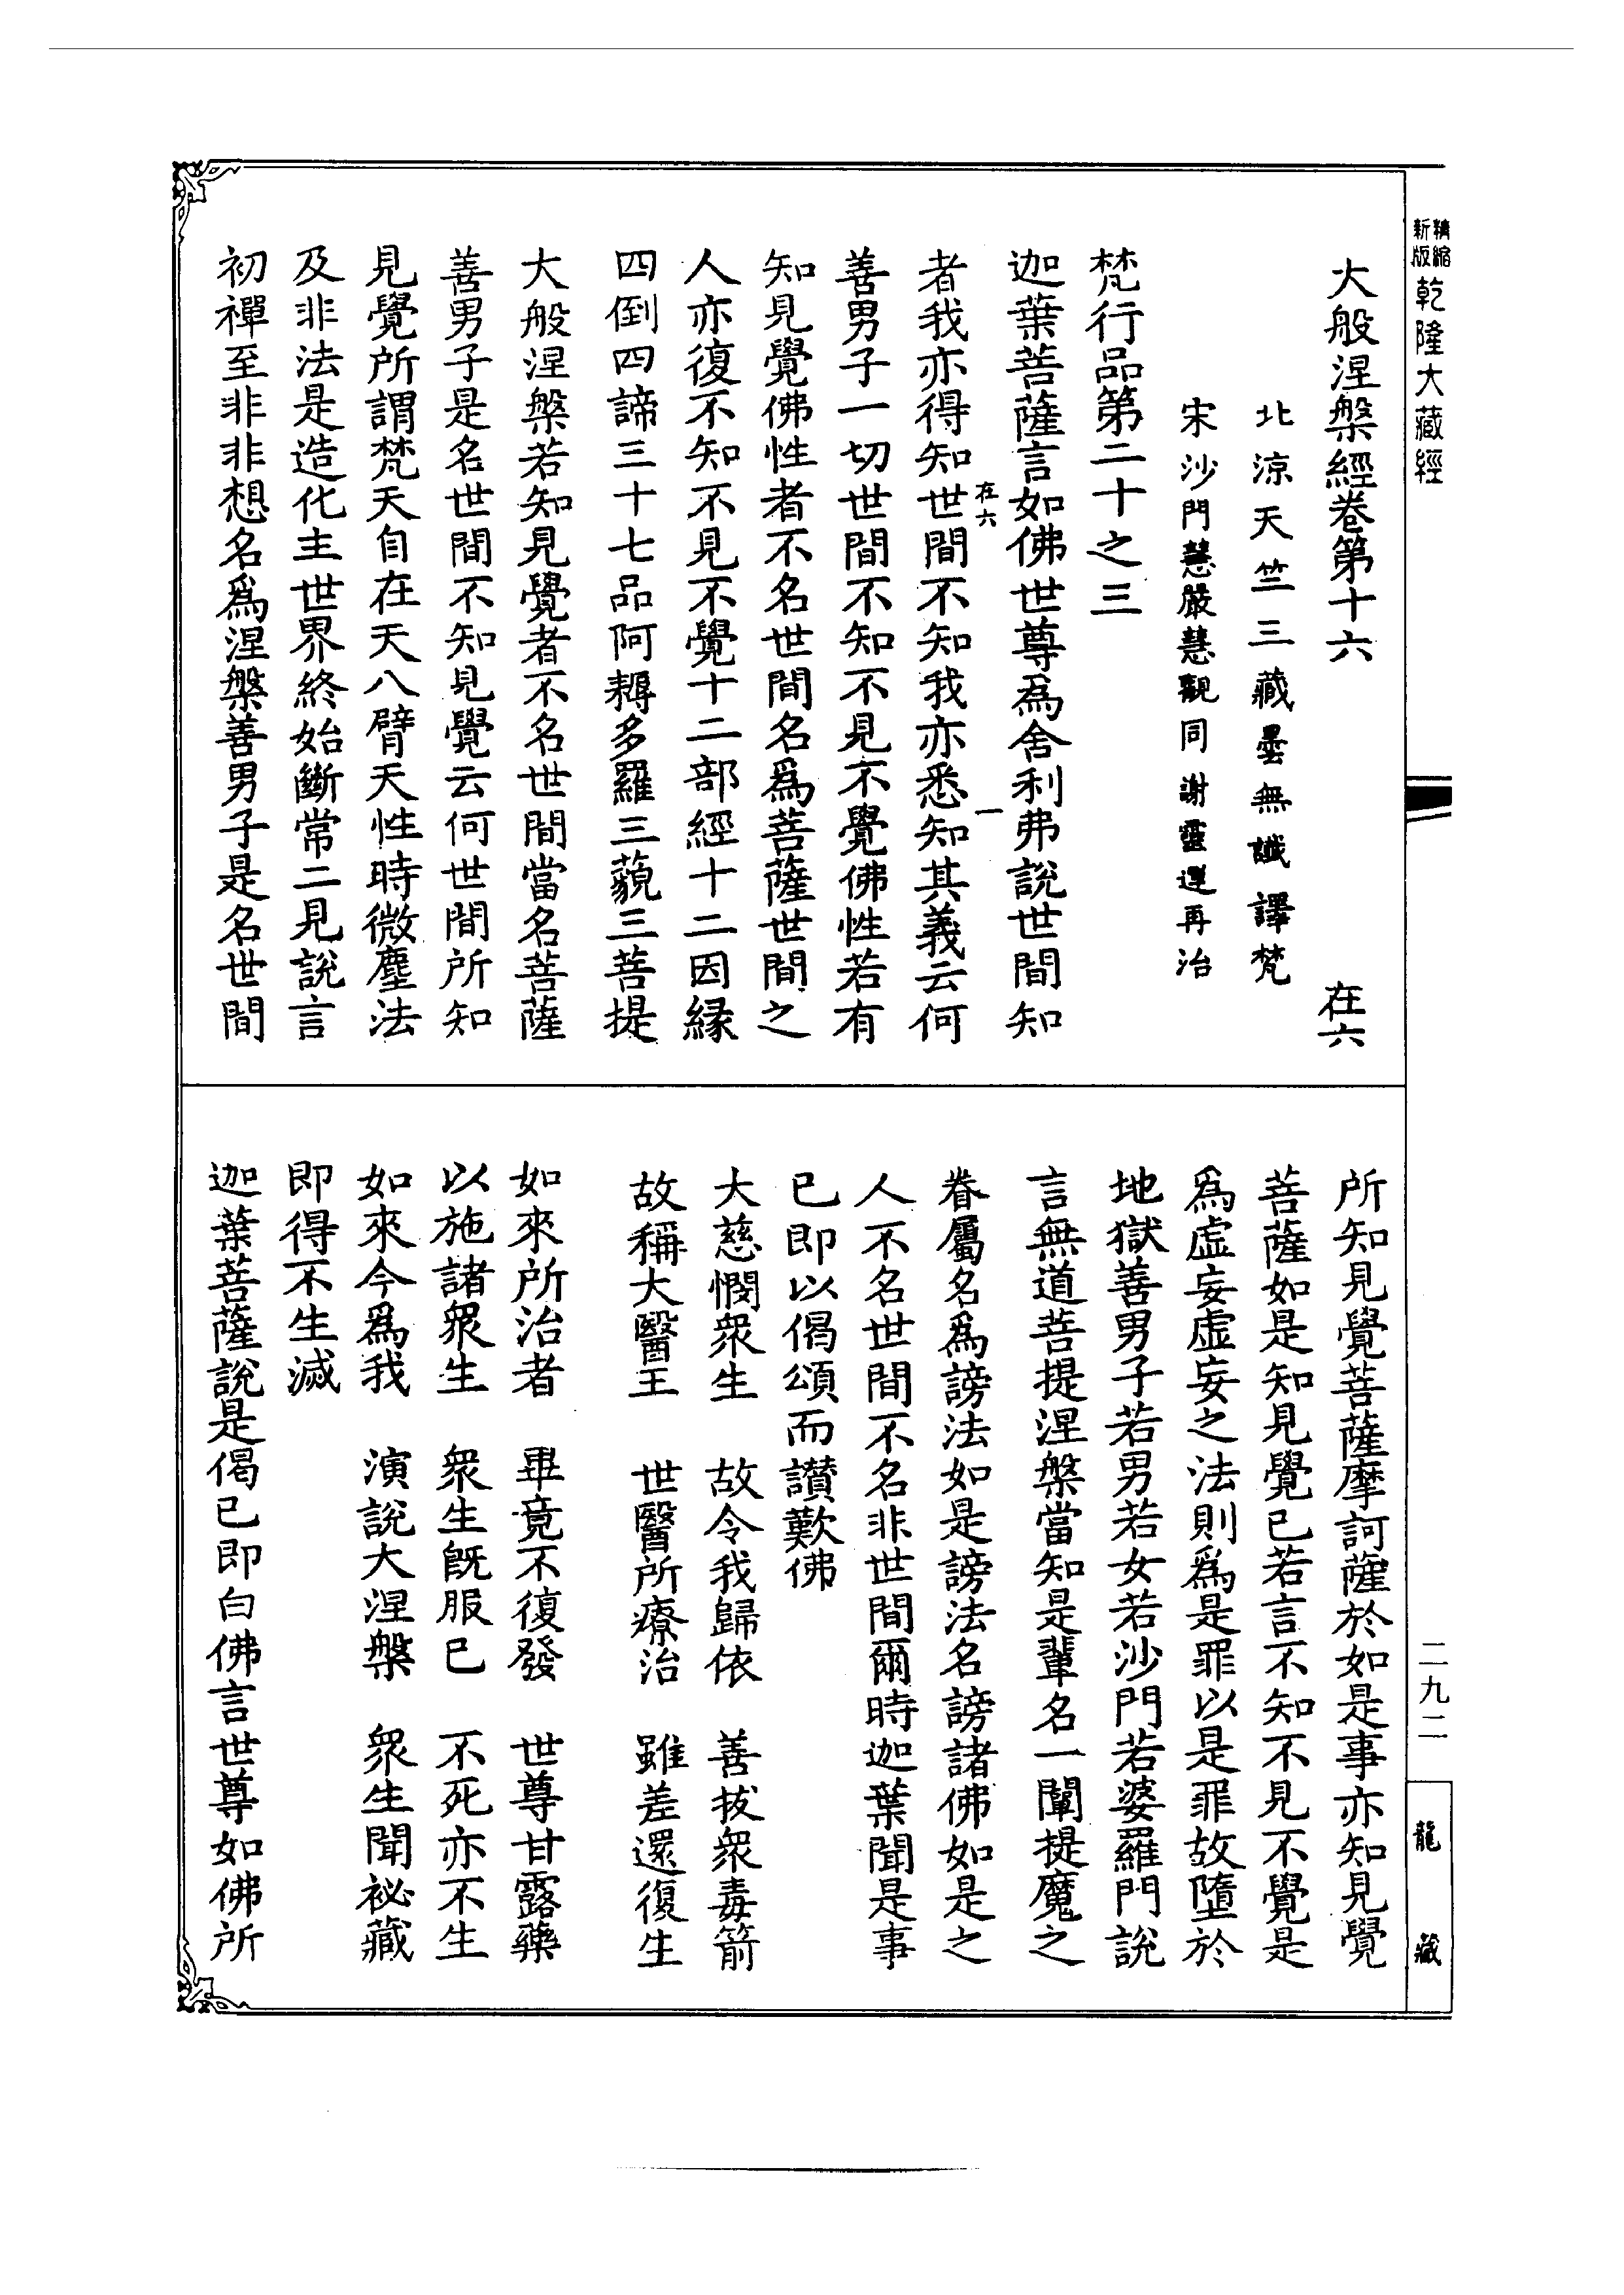 精縮
新版
乾隆大藏經
大般涅槃經卷第十六　在六
北涼天竺三藏曇無讖譯梵
宋沙門慧嚴慧觀同謝靈運再治
梵行品第二十之三
迦葉菩薩言如佛世尊爲舍利弗說世間知
在六　一
者我亦得知世間不知我亦悉知其義云何
善男子一切世間不知不見不覺佛性若有
知見覺佛性者不名世間名爲菩薩世間之
人亦復不知不見不覺十二部經十二因緣
四倒四諦三十七品阿耨多羅三藐三菩提
大般涅槃若知見覺者不名世間當名菩薩
善男子是名世間不知見覺云何世間所知
見覺所謂梵天自在天八臂天性時微塵法
及非法是造化主世界終始斷常二見說言
初禪至非非想名爲涅槃善男子是名世間
所知見覺菩薩摩訶薩於如是事亦知見覺
菩薩如是知見覺已若言不知不見不覺是
爲虛妄虛妄之法則爲是罪以是罪故墮於
地獄善男子若男若女若沙門若婆羅門說
言無道菩提涅槃當知是輩名一闡提魔之
眷屬名爲謗法如是謗法名謗諸佛如是之
人不名世間不名非世間爾時迦葉聞是事
已即以偈頌而讚歎佛
大慈憫衆生　故令我歸依　善拔衆毒箭
故稱大醫王　世醫所療治　雖差還復生
如來所治者　畢竟不復發　世尊甘露藥
以施諸衆生　衆生旣服已　不死亦不生
如來今爲我　演說大涅槃　衆生聞祕藏
即得不生滅
迦葉菩薩說是偈已即白佛言世尊如佛所
二九二
龍藏